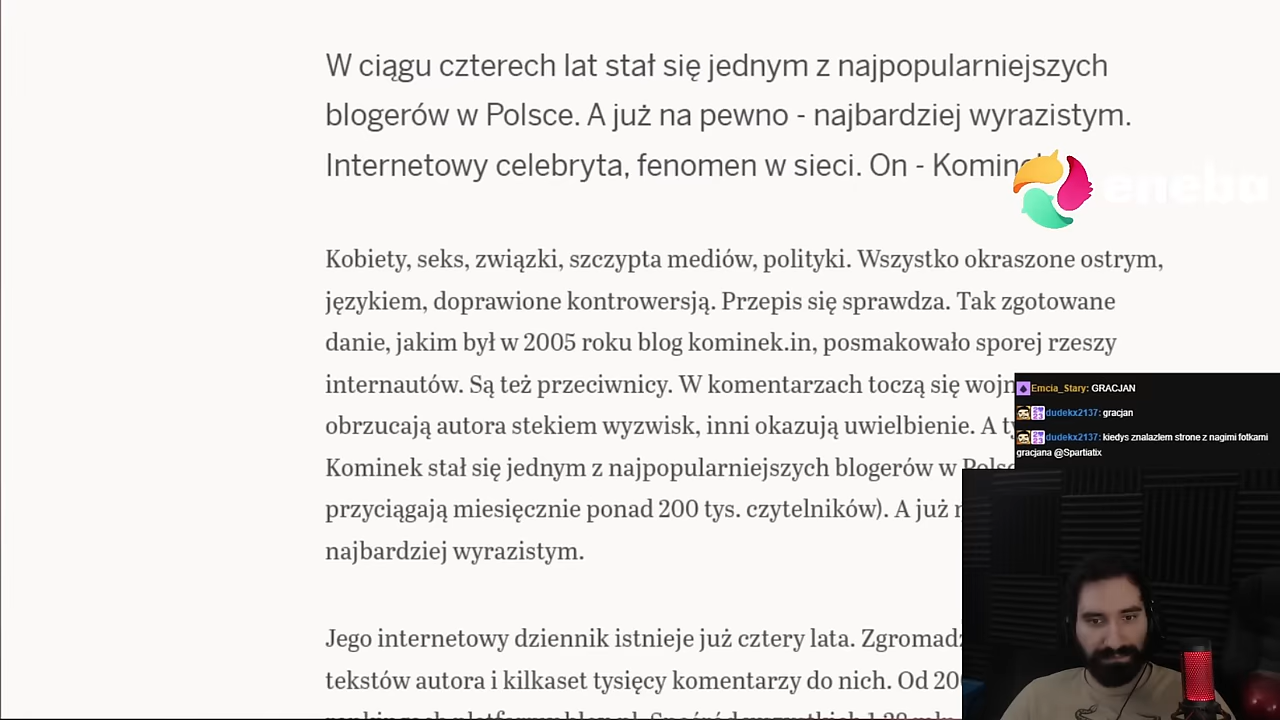 W ciągu czterech lat stał się jednym z najpopularniejszych
blogerów w Polsce. A już na pewno - najbardziej wyrazistym.
Internetowy celebryta, fenomen w sieci. On -
eneba
Kobiety, seks, związki, szczypta mediów, polityki. Wszystko okraszone ostrym,
językiem, doprawione kontrowersją. Przepis się sprawdza. Tak zgotowane
danie, jakim był w 2005 roku blog kominek.in, posmakowało sporej rzeszy
internautów. Są też przeciwnicy. W komentarzach toczą się
obrzucają autora stekiem wyzwisk, inni okazują uwielbienie. A
Kominek stał się jednym z najpopularniejszych blogerów w
przyciągają miesięcznie ponad 200 tys. czytelników). A już
najbardziej wyrazistym.
Emcia_Stary: GRACJAN
dudekx2137: gracjan
dudekx2137: kiedys znalazlem strone z nagimi fotkami
gracjana @Spartiatix
Jego internetowy dziennik istnieje już cztery lata.
tekstów autora i kilkaset tysięcy komentarzy do nich. Od